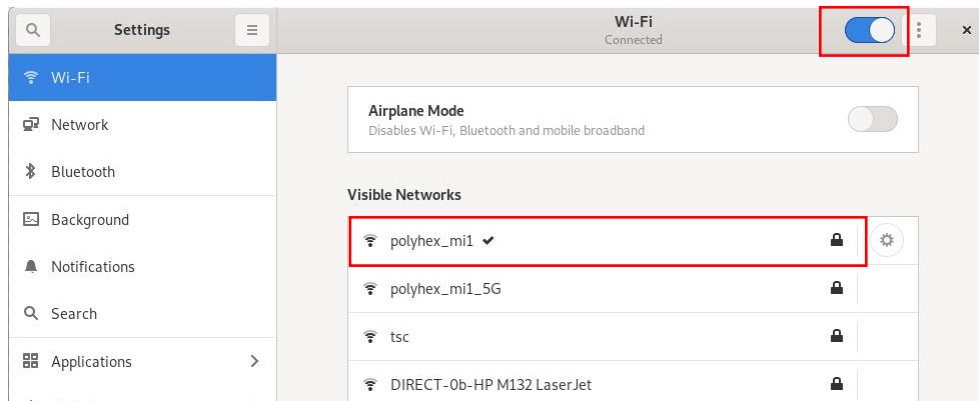 Settings
Wi-Fi
Connected
Wi-Fi
Network
Bluetooth
Background
Notifications
Search
Applications
Airplane Mode
Disables Wi-Fi, Bluetooth and mobile broadband
Visible Networks
polyhex_mi1
polyhex_mi1_5G
tsc
DIRECT-0b-HP M132 LaserJet